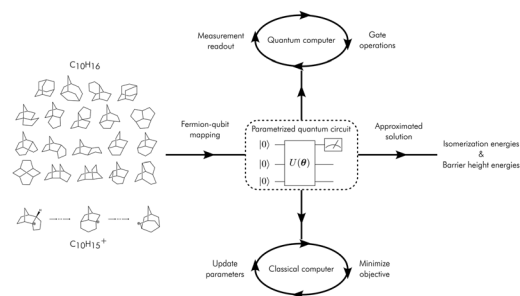 C10H16
Measurement
readout
Quantum computer
Gate
operations
Fermion-qubit
mapping
Parametrized quantum circuit
|0⟩
|0⟩
|0⟩
U(θ)
Approximated
solution
Isomerization energies
&
Barrier height energies
C10H15+
Update
parameters
Classical computer
Minimize
objective